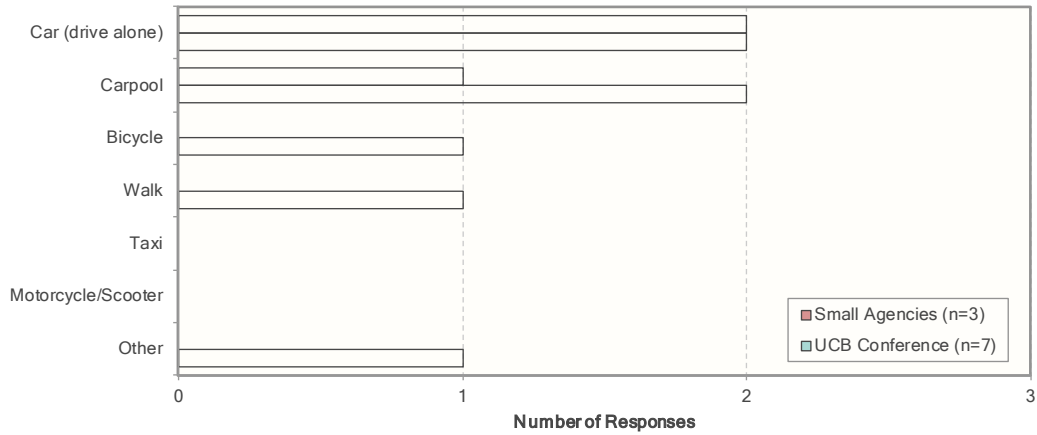 Car (drive alone)
Carpool
Bicycle
Walk
Taxi
Motorcycle/Scooter
Other
Small Agencies (n=3)
UCB Conference (n=7)
0 1 2 3
Number of Responses